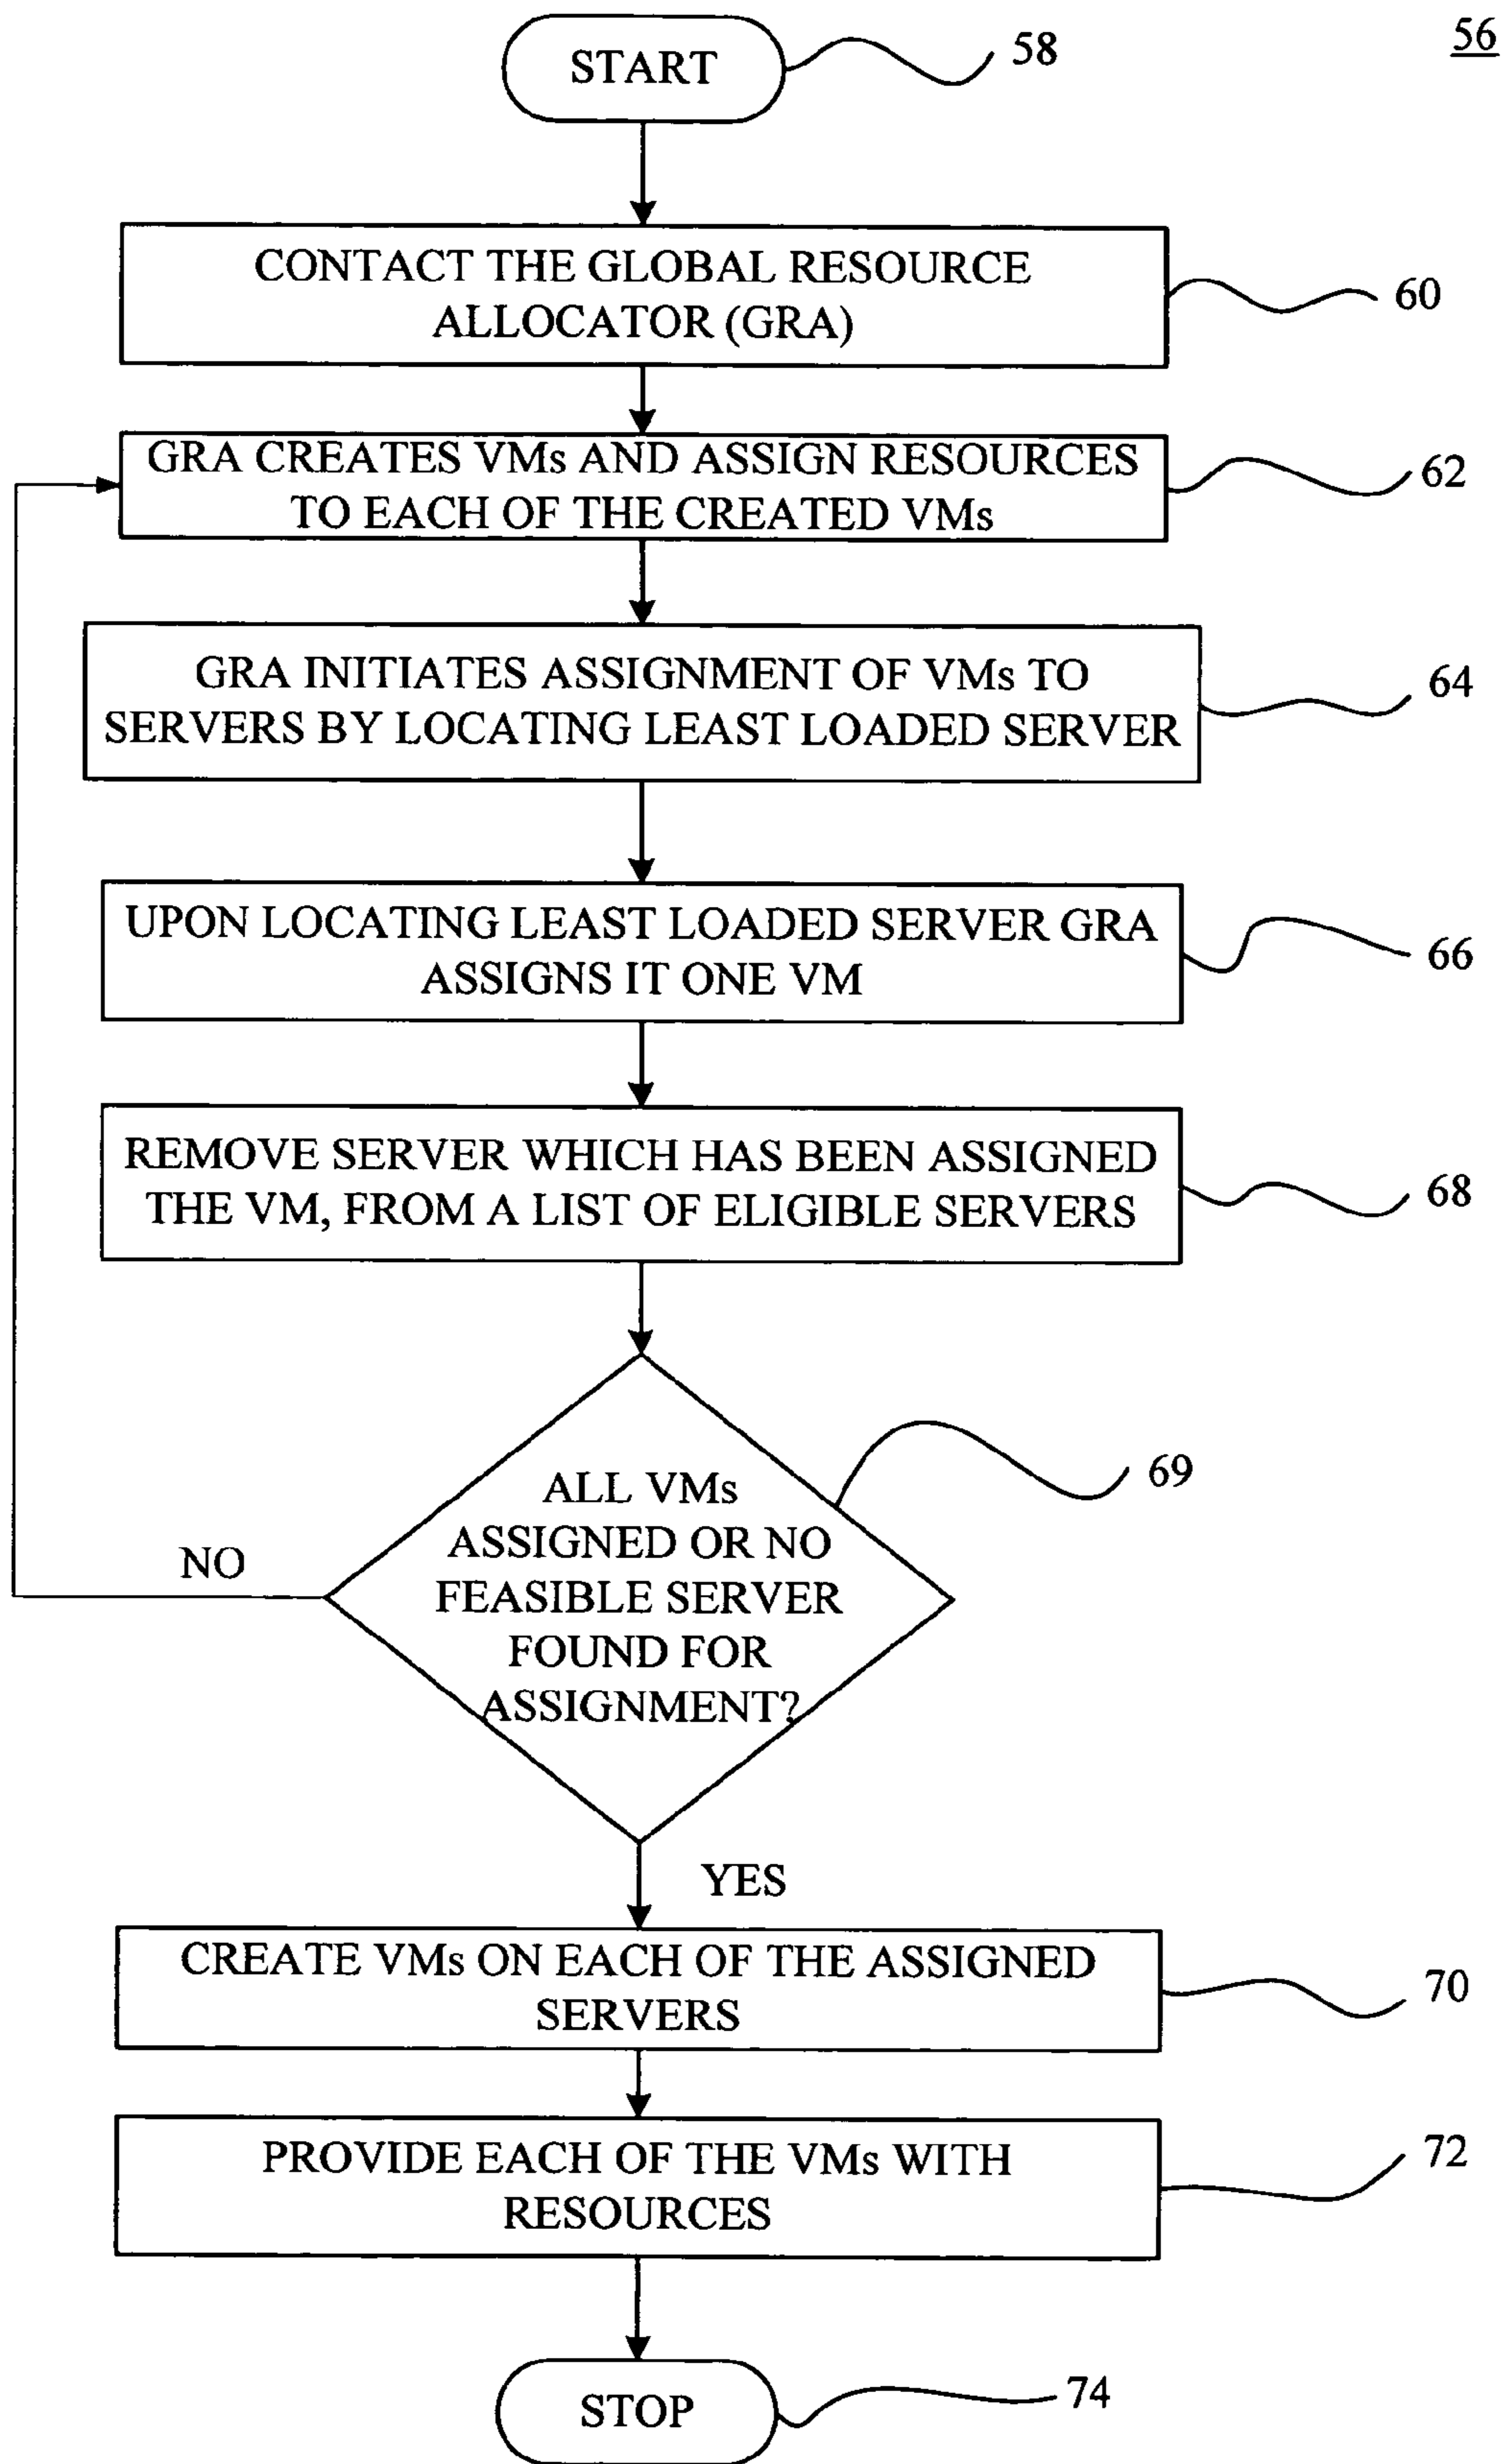 56
START
58
CONTACT THE GLOBAL RESOURCE
ALLOCATOR (GRA)
60
GRA CREATES VMs AND ASSIGN RESOURCES
TO EACH OF THE CREATED VMs
62
GRA INITIATES ASSIGNMENT OF VMs TO
SERVERS BY LOCATING LEAST LOADED SERVER
64
UPON LOCATING LEAST LOADED SERVER GRA
ASSIGNS IT ONE VM
66
REMOVE SERVER WHICH HAS BEEN ASSIGNED
THE VM, FROM A LIST OF ELIGIBLE SERVERS
68
ALL VMs
ASSIGNED OR NO
FEASIBLE SERVER
FOUND FOR
ASSIGNMENT?
69
NO
YES
CREATE VMs ON EACH OF THE ASSIGNED
SERVERS
70
PROVIDE EACH OF THE VMs WITH
RESOURCES
72
STOP
74